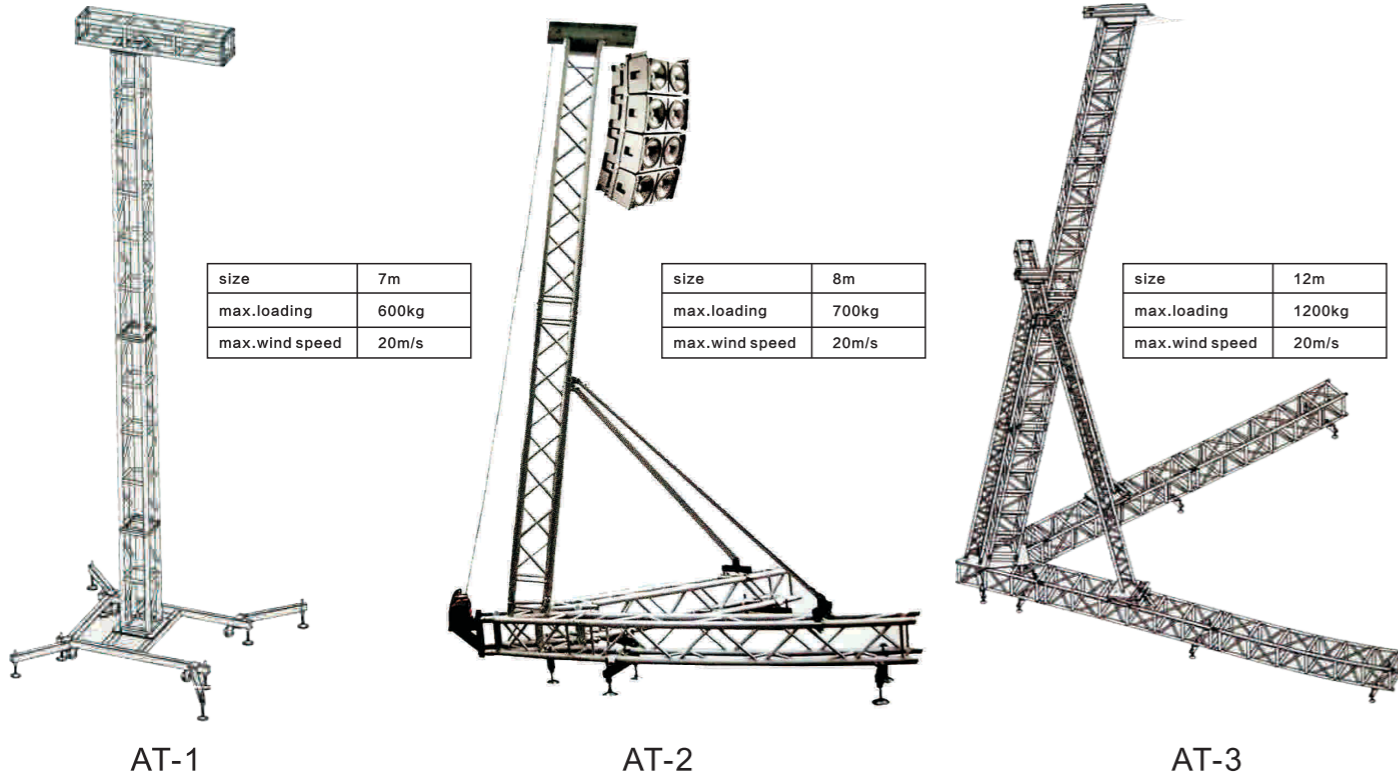 size 7m
max.loading 600kg
max.wind speed 20m/s
size 8m
max.loading 700kg
max.wind speed 20m/s
size 12m
max.loading 1200kg
max.wind speed 20m/s
AT-1
AT-2
AT-3